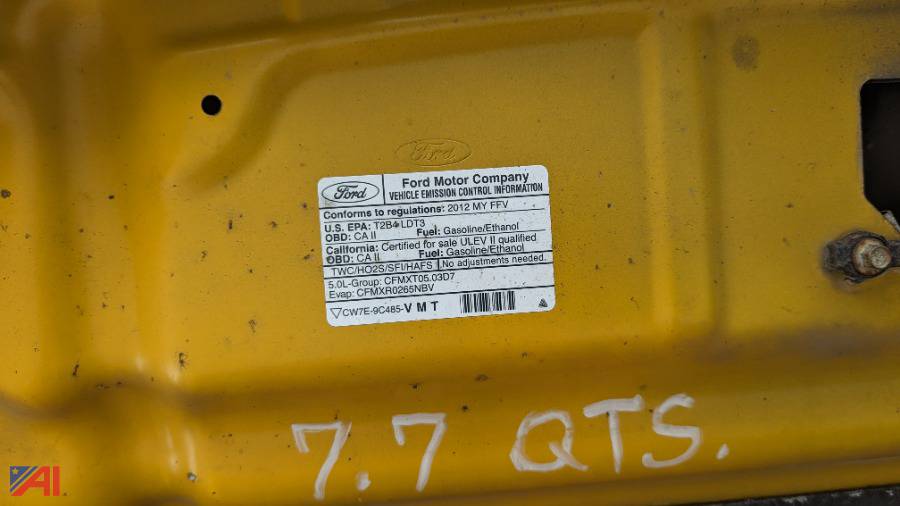 Ford
Ford
Ford Motor Company
VEHICLE EMISSION CONTROL INFORMATION
Conforms to regulations: 2012 MY FFV
U.S. EPA: T2B4 LDT3
OBD: CA II Fuel: Gasoline/Ethanol
California: Certified for sale ULEV II qualified
OBD: CA II Fuel: Gasoline/Ethanol
TWC/HO2S/SFI/HAFS No adjustments needed.
5.0L-Group: CFMXT05.03D7
Evap: CFMXR0265NBV
CW7E-9C485-V M T
7.7 QTS.
AI